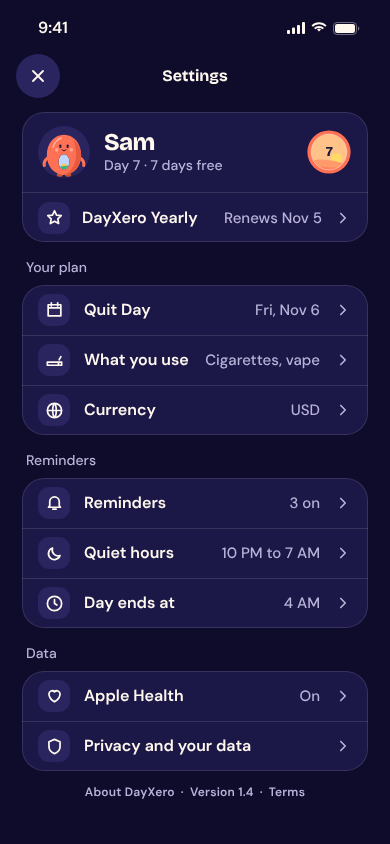 9:41
Settings
Sam
Day 7 · 7 days free
7
DayXero Yearly Renews Nov 5
Your plan
Quit Day Fri, Nov 6
What you use Cigarettes, vape
Currency USD
Reminders
Reminders 3 on
Quiet hours 10 PM to 7 AM
Day ends at 4 AM
Data
Apple Health On
Privacy and your data
About DayXero · Version 1.4 · Terms